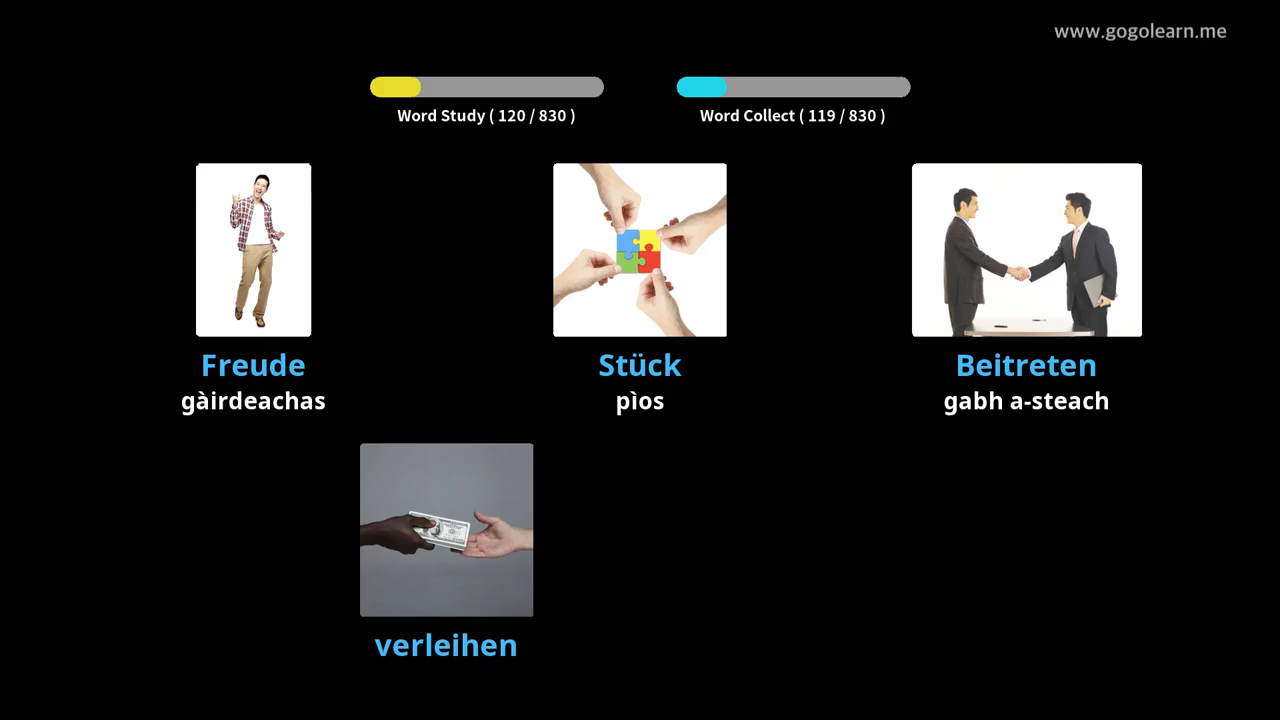 www.gogolearn.me
Word Study ( 120 / 830 )
Word Collect ( 119 / 830 )
Freude
gàirdeachas
Stück
pìos
Beitreten
gabh a-steach
verleihen